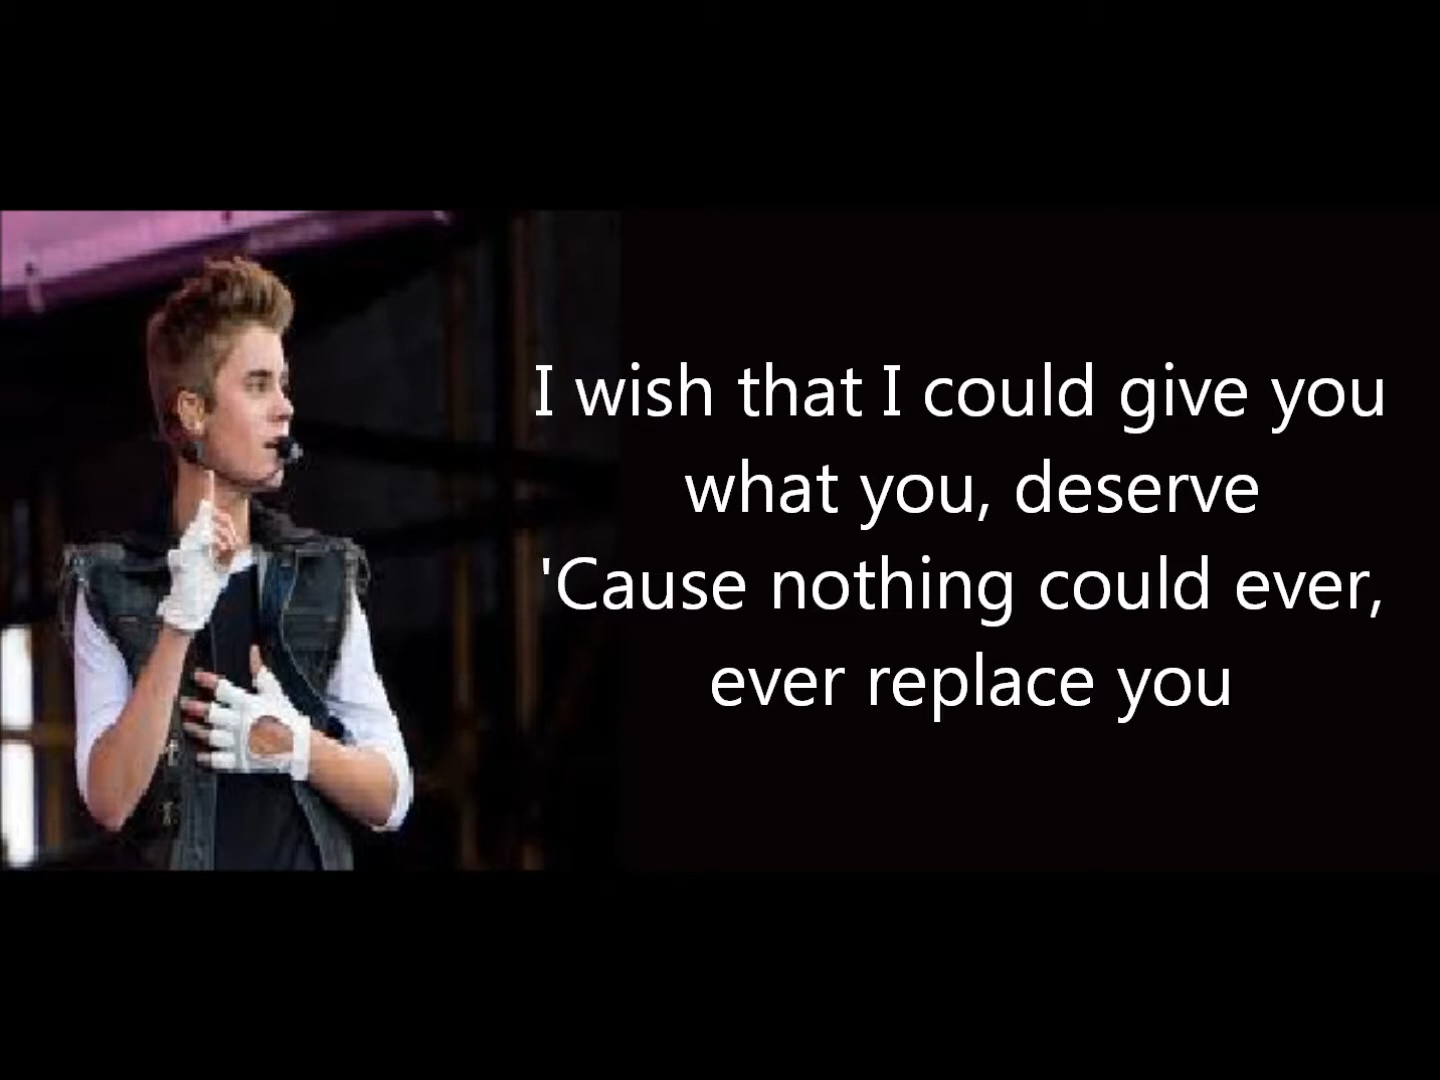 I wish that I could give you
what you, deserve
'Cause nothing could ever,
ever replace you